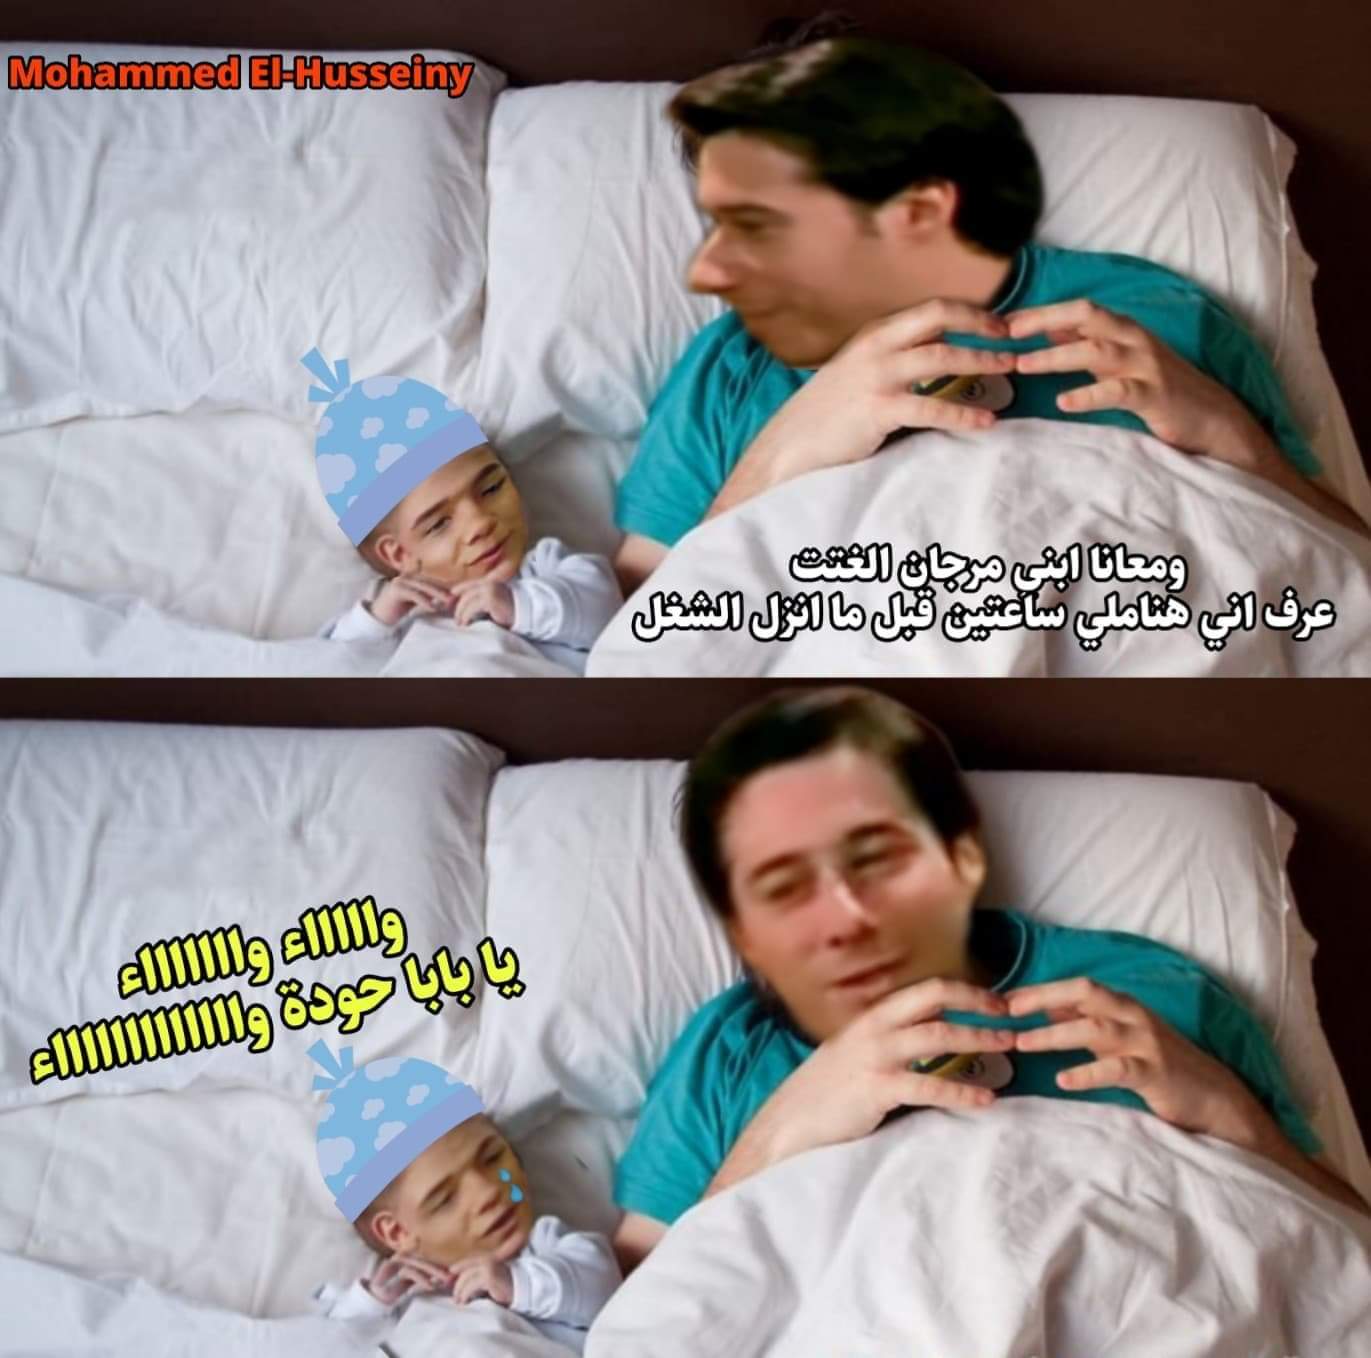 Mohammed El-Husseiny
ومعانا ابني مرجان الغتت
عرف اني هناملي ساعتين قبل ما انزل الشغل
واااااء واااااااء
يا بابا حودة وااااااااااااااء